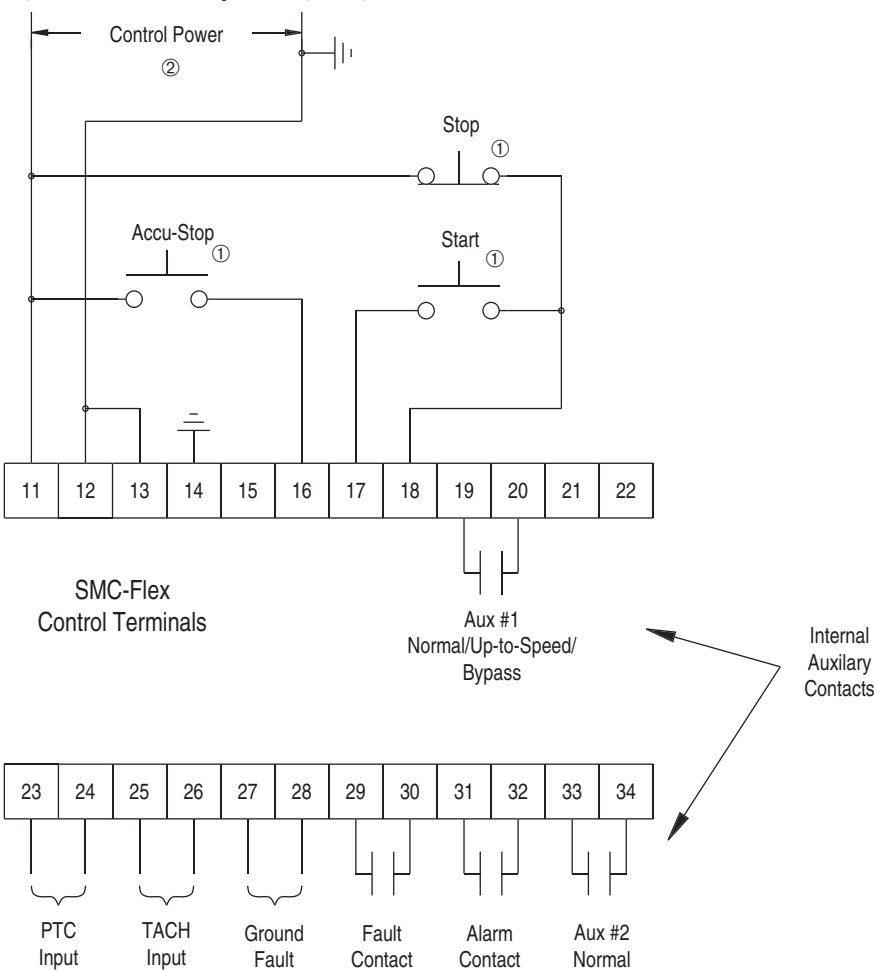 Control Power
②
Stop
①
Accu-Stop
①
Start
①
11 12 13 14 15 16 17 18 19 20 21 22
SMC-Flex
Control Terminals
Aux #1
Normal/Up-to-Speed/
Bypass
Internal
Auxilary
Contacts
23 24 25 26 27 28 29 30 31 32 33 34
PTC
Input
TACH
Input
Ground
Fault
Fault
Contact
Alarm
Contact
Aux #2
Normal